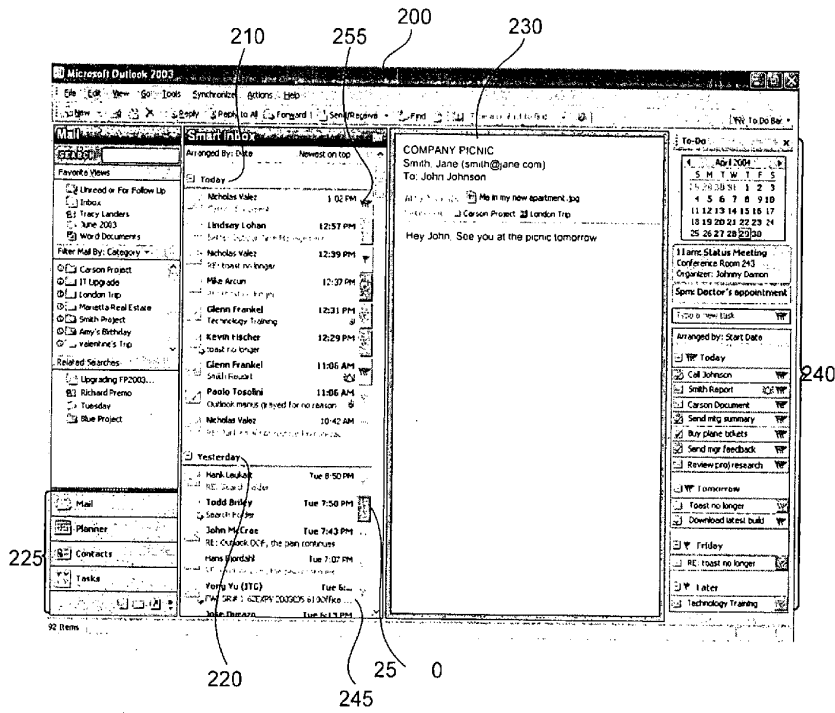 210
255
200
230
Microsoft Outlook 2003
File Edit View Go Tools Synchronize Actions Help
New Reply Reply to All Forward Send/Receive Find To Do Bar
Mail
SEARCH
Favorite Views
Unread or For Follow Up
Inbox
Tracy Landers
June 2003
Word Documents
Filter Mail By: Category
Carson Project
IT Upgrade
London Trip
Marietta Real Estate
Smith Project
Amy's Birthday
Valentine's Trip
Related Searches
Upgrading FP2003...
Richard Premo
Tuesday
Blue Project
Mail
Planner
Contacts
Tasks
225
92 Items
Smart Inbox
Arranged By: Date Newest on top
Today
Nicholas Valez 1:02 PM
Lindsay Lohan 12:57 PM
Nicholas Valez 12:39 PM
RE: toast no longer
Mike Arcun 12:37 PM
Glenn Frankel 12:31 PM
Technology Training
Kevin Fischer 12:29 PM
toast no longer
Glenn Frankel 11:06 AM
Smith Report
Paolo Tosolini 11:06 AM
Outlook menus grayed for no reason
Nicholas Valez 10:42 AM
Yesterday
Hank Leukart Tue 8:50 PM
RE: Search Folder
Todd Briley Tue 7:50 PM
Search Folder
John McCroe Tue 7:43 PM
RE: Outlook OOF, the pain continues
Hans Bjordahl Tue 7:07 PM
Yony Yu (JTG) Tue 6:...
Tue 6:13 PM
COMPANY PICNIC
Smith, Jane (smith@jane com)
To: John Johnson
Me in my new apartment.jpg
Carson Project London Trip
Hey John, See you at the picnic tomorrow
To-Do
April 2004
S M T W T F S
28 29 30 31 1 2 3
4 5 6 7 8 9 10
11 12 13 14 15 16 17
18 19 20 21 22 23 24
25 26 27 28 29 30
11am: Status Meeting
Conference Room 243
Organizer: Johnny Damon
5pm: Doctor's appointment
Type a new task
Arranged by: Start Date
Today
Call Johnson
Smith Report
Carson Document
Send mtg summary
Buy plane tickets
Send mgr feedback
Review proj research
Tomorrow
Toast no longer
Download latest build
Friday
RE: toast no longer
Later
Technology Training
240
220
245
25 0